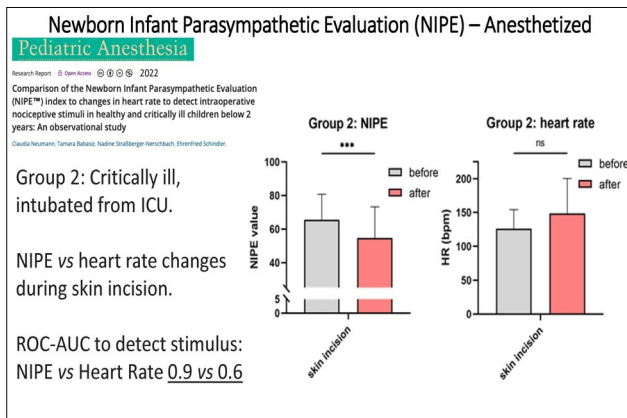 Newborn Infant Parasympathetic Evaluation (NIPE) – Anesthetized
Pediatric Anesthesia
Research Report Open Access 2022
Comparison of the Newborn Infant Parasympathetic Evaluation
(NIPE™) index to changes in heart rate to detect intraoperative
nociceptive stimuli in healthy and critically ill children below 2
years: An observational study
Claudia Neumann, Tamara Babasiz, Nadine Straßberger-Nerschbach, Ehrenfried Schindler,
Group 2: Critically ill,
intubated from ICU.
NIPE vs heart rate changes
during skin incision.
ROC-AUC to detect stimulus:
NIPE vs Heart Rate 0.9 vs 0.6
Group 2: NIPE
***
before
after
NIPE value
100
80
60
40
5
0
skin incision
Group 2: heart rate
ns
before
after
HR (bpm)
200
150
100
50
0
skin incision